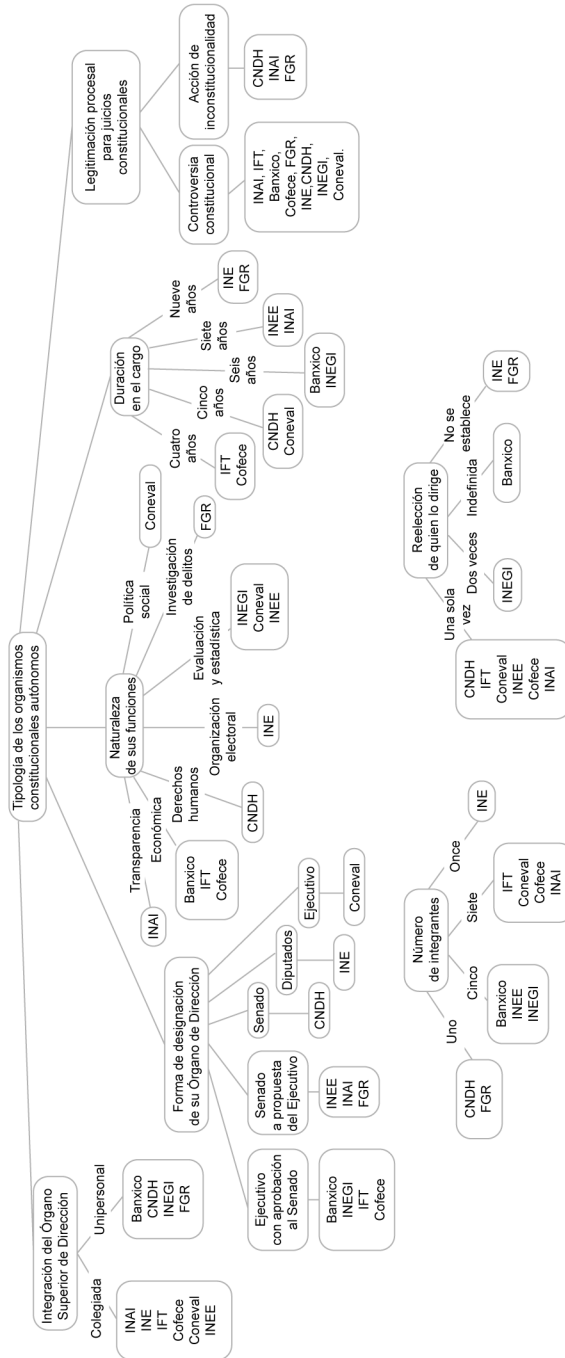 Tipología de los organismos
constitucionales autónomos
Integración del Órgano
Superior de Dirección
Colegiada
INAI
INE
IFT
Cofece
Coneval
INEE
Unipersonal
Banxico
CNDH
INEGI
FGR
Forma de designación
de su Órgano de Dirección
Ejecutivo
con aprobación
al Senado
Banxico
INEGI
IFT
Cofece
Senado
a propuesta
del Ejecutivo
INEE
INAI
FGR
Senado
CNDH
Diputados
INE
Ejecutivo
Coneval
Naturaleza
de sus funciones
Transparencia
INAI
Económica
Banxico
IFT
Cofece
Derechos
humanos
CNDH
Organización
electoral
INE
Evaluación
y estadística
INEGI
Coneval
INEE
Investigación
de delitos
FGR
Política
social
Coneval
Duración
en el cargo
Cuatro
años
IFT
Cofece
Cinco
años
CNDH
Coneval
Seis
años
Banxico
INEGI
Siete
años
INEE
INAI
Nueve
años
INE
FGR
Legitimación procesal
para juicios
constitucionales
Controversia
constitucional
INAI, IFT,
Banxico,
Cofece, FGR,
INE,CNDH,
INEGI,
Coneval.
Acción de
inconstitucionalidad
CNDH
INAI
FGR
Número
de integrantes
Uno
CNDH
FGR
Cinco
Banxico
INEE
INEGI
Siete
IFT
Coneval
Cofece
INAI
Once
INE
Reelección
de quien lo dirige
Una sola
vez
CNDH
IFT
Coneval
INEE
Cofece
INAI
Dos veces
INEGI
Indefinida
Banxico
No se
establece
INE
FGR